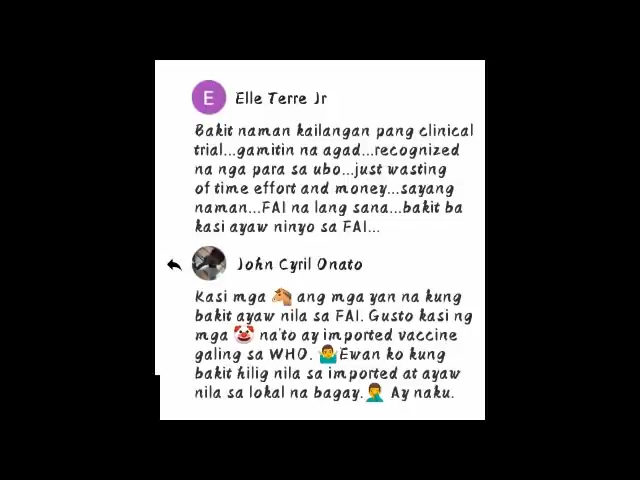 E
Elle Terre Jr
Bakit naman kailangan pang clinical
trial...gamitin na agad...recognized
na nga para sa ubo...just wasting
of time effort and money...sayang
naman...FAI na lang sana...bakit ba
kasi ayaw ninyo sa FAI...
John Cyril Onato
Kasi mga 🐴 ang mga yan na kung
bakit ayaw nila sa FAI. Gusto kasi ng
mga 🤡 na'to ay imported vaccine
galing sa WHO. 🤷‍♂️Ewan ko kung
bakit hilig nila sa imported at ayaw
nila sa lokal na bagay.🤦‍♂️ Ay naku.